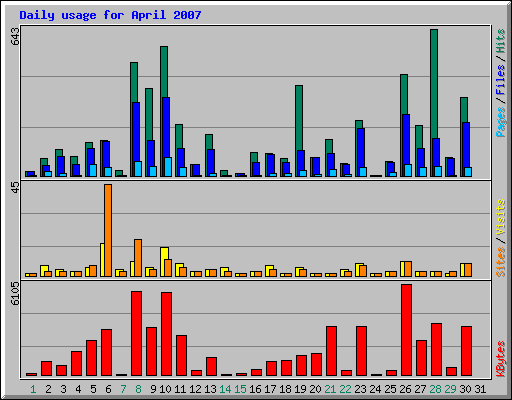 Daily usage for April 2007
643
Pages / Files / Hits
45
Sites / Visits
6105
KBytes
1 2 3 4 5 6 7 8 9 10 11 12 13 14 15 16 17 18 19 20 21 22 23 24 25 26 27 28 29 30 31